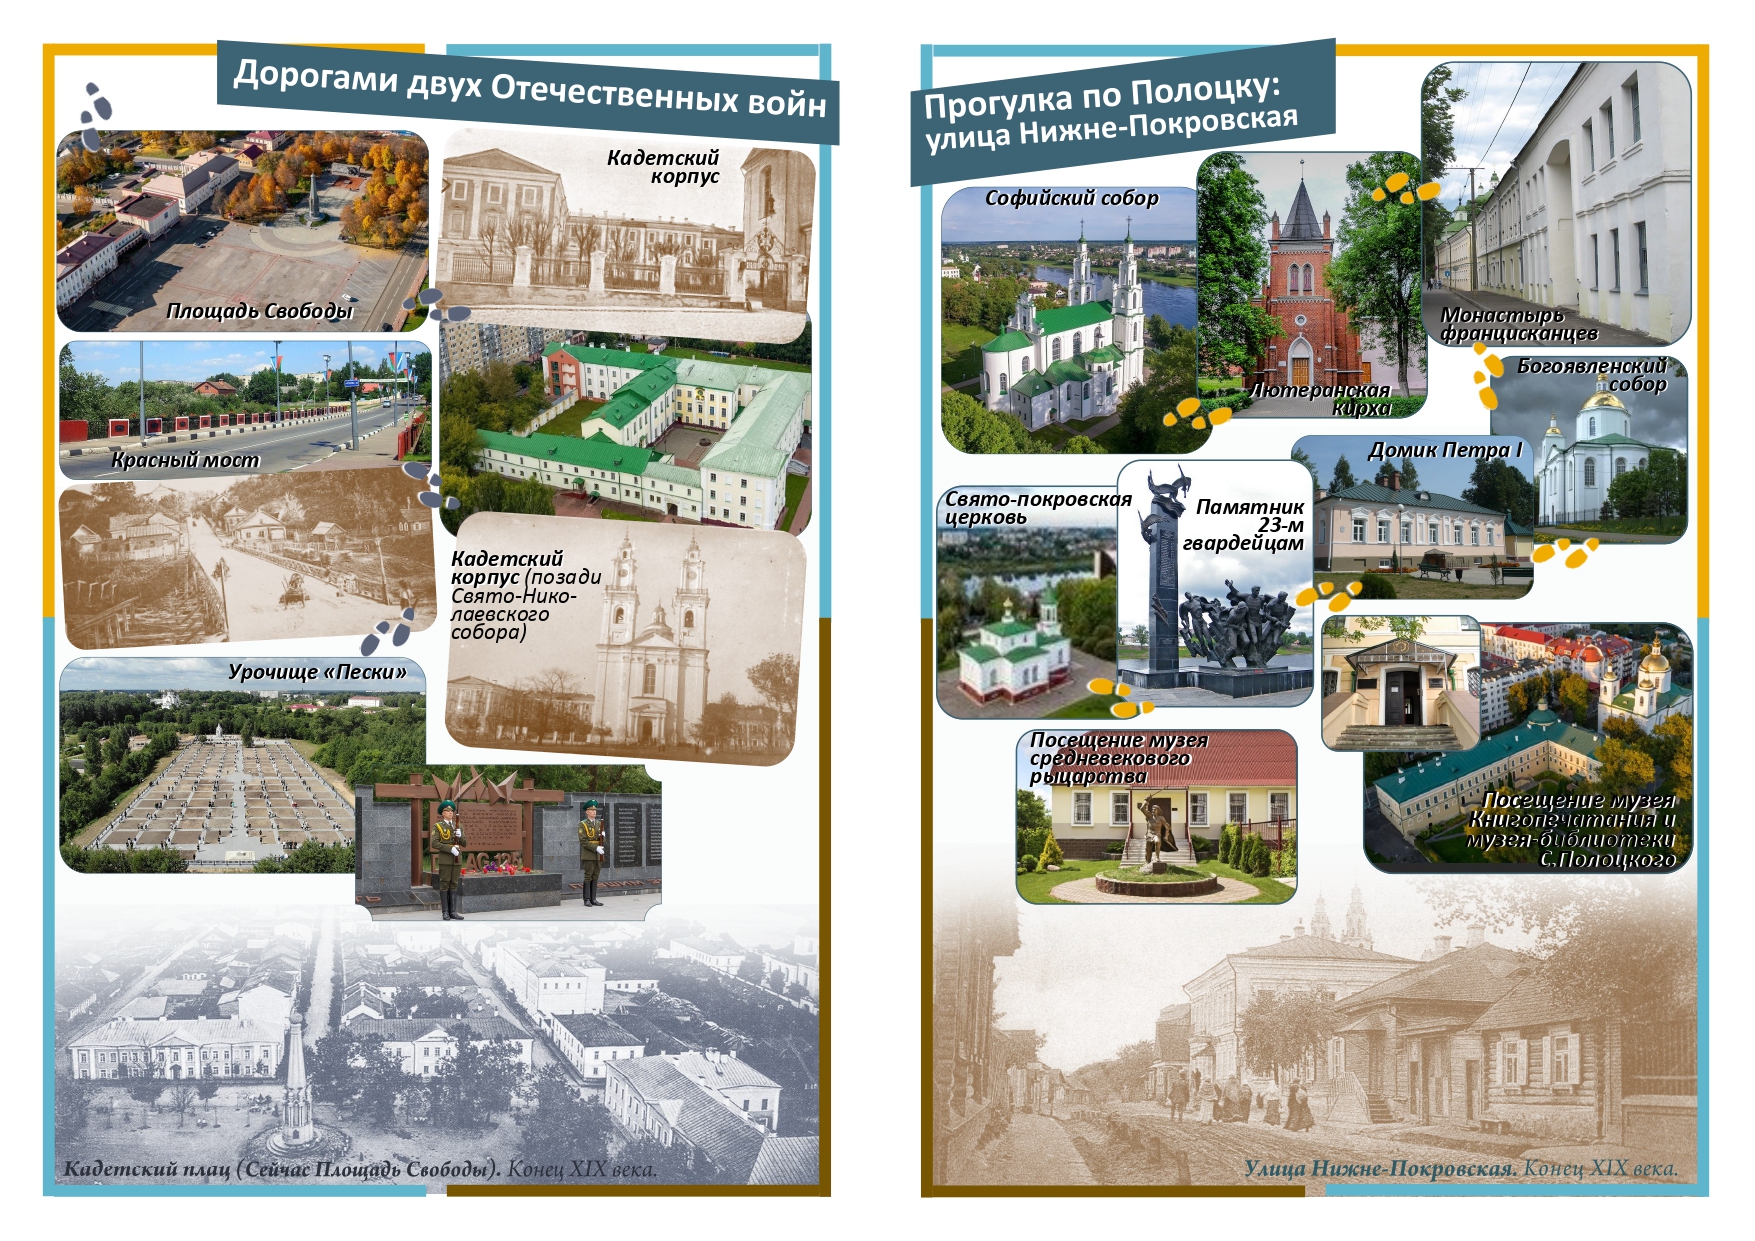 Дорогами двух Отечественных войн
Кадетский
корпус
Площадь Свободы
Красный мост
Кадетский
корпус (позади
Свято-Нико-
лаевского
собора)
Урочище «Пески»
Кадетский плац (Сейчас Площадь Свободы). Конец XIX века.
Прогулка по Полоцку:
улица Нижне-Покровская
Софийский собор
Лютеранская
кирха
Монастырь
францисканцев
Богоявленский
собор
Домик Петра I
Свято-покровская
церковь
Памятник
23-м
гвардейцам
Посещение музея
средневекового
рыцарства
Посещение музея
Книгопечатания и
музея-библиотеки
С.Полоцкого
Улица Нижне-Покровская. Конец XIX века.